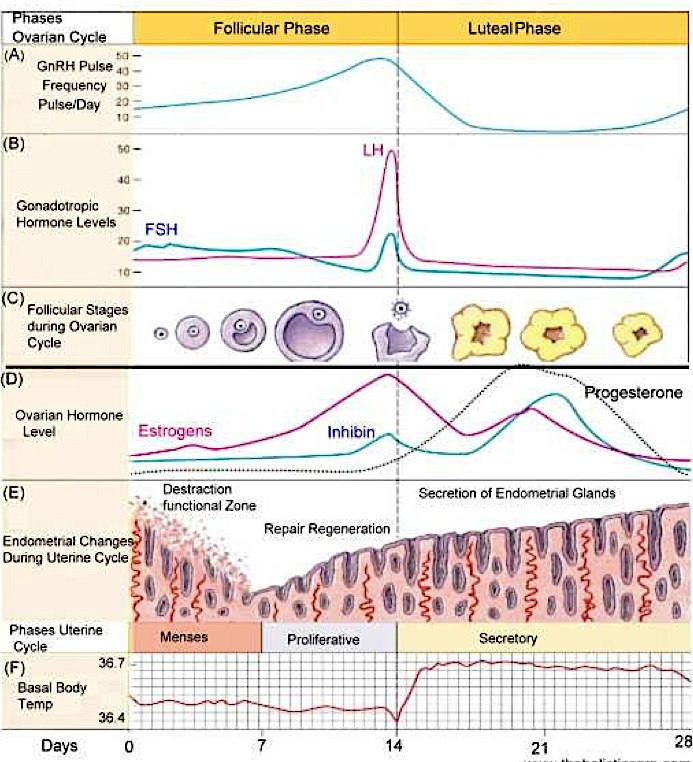 Phases
Ovarian Cycle
Follicular Phase
Luteal Phase
(A)
GnRH Pulse
Frequency
Pulse/Day
50
40
30
20
10
(B)
Gonadotropic
Hormone Levels
50
40
30
20
10
LH
FSH
(C)
Follicular Stages
during Ovarian
Cycle
(D)
Ovarian Hormone
Level
Estrogens
Inhibin
Progesterone
(E)
Endometrial Changes
During Uterine Cycle
Destraction
functional Zone
Repair Regeneration
Secretion of Endometrial Glands
Phases Uterine
Cycle
Menses
Proliferative
Secretory
(F)
Basal Body
Temp
36.7
36.4
Days
0
7
14
21
28